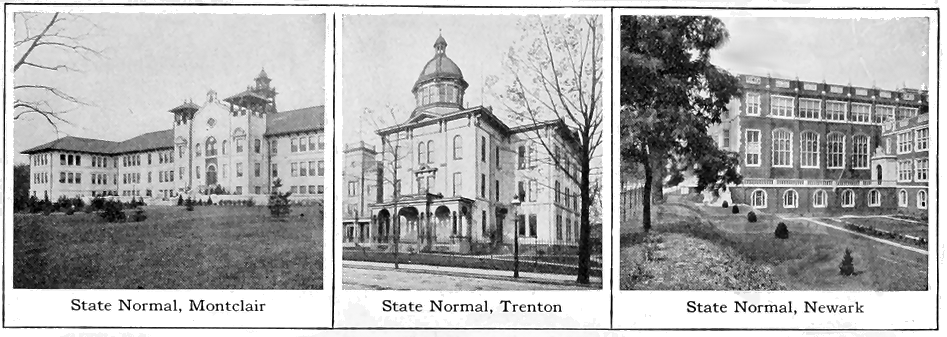 State Normal, Montclair
State Normal, Trenton
State Normal, Newark